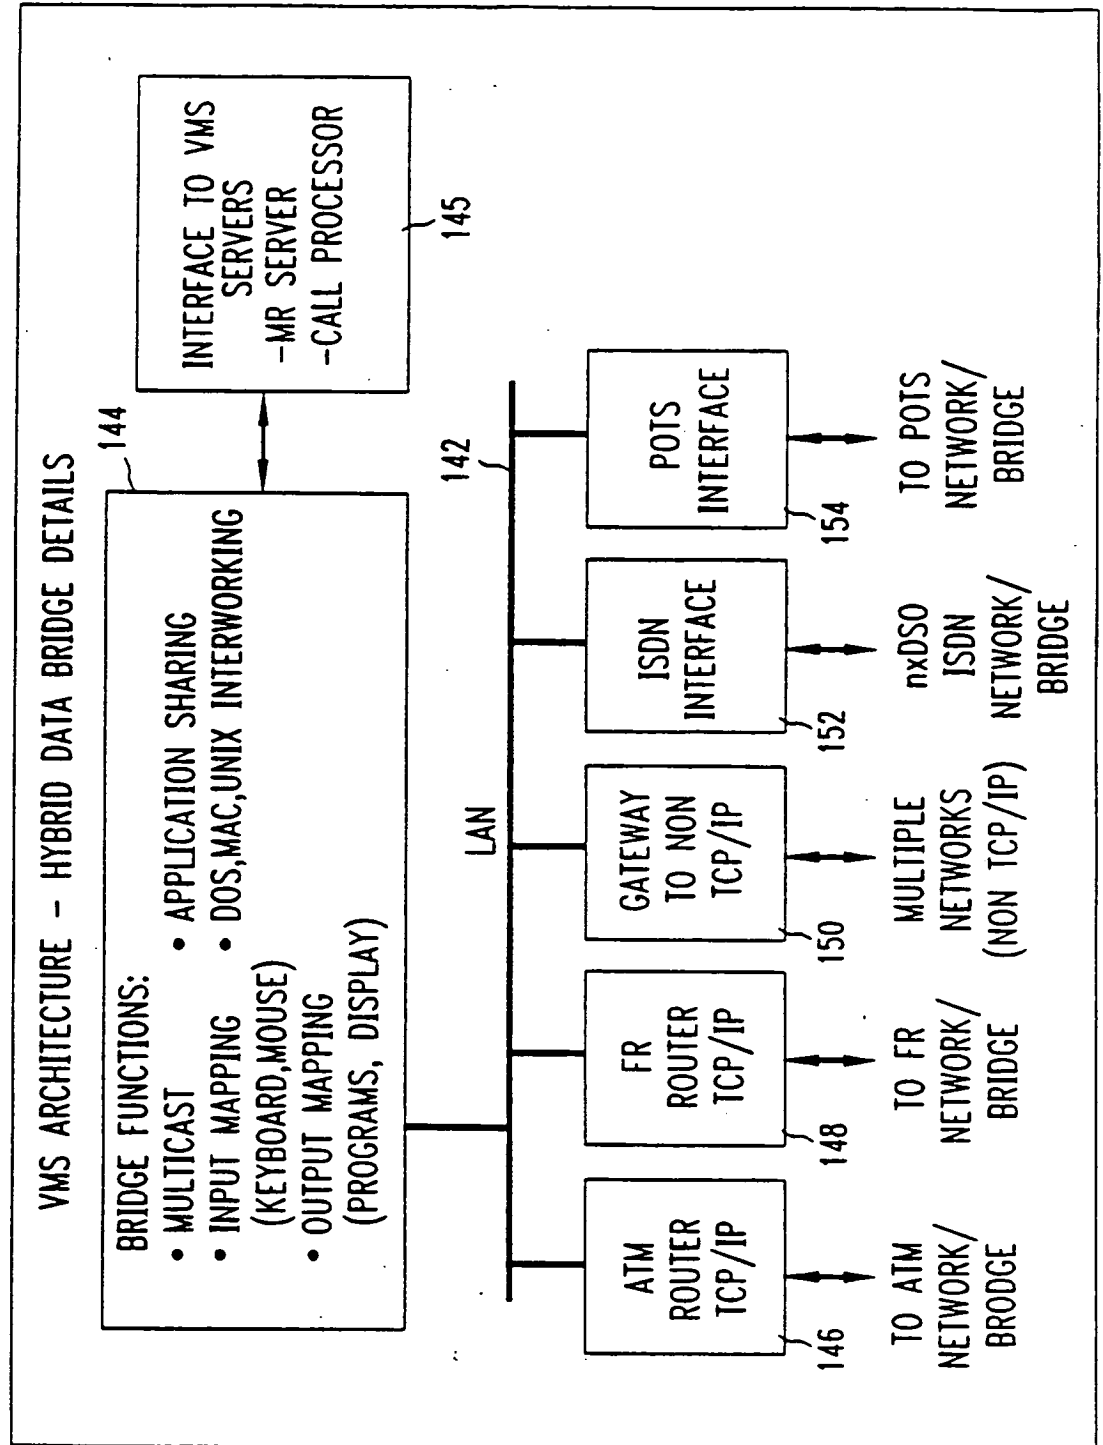 VMS ARCHITECTURE - HYBRID DATA BRIDGE DETAILS
144
BRIDGE FUNCTIONS:
• MULTICAST
• INPUT MAPPING
(KEYBOARD,MOUSE)
• OUTPUT MAPPING
(PROGRAMS, DISPLAY)
• APPLICATION SHARING
• DOS,MAC,UNIX INTERWORKING
INTERFACE TO VMS
SERVERS
-MR SERVER
-CALL PROCESSOR
145
LAN
142
ATM
ROUTER
TCP/IP
146
TO ATM
NETWORK/
BRODGE
FR
ROUTER
TCP/IP
148
TO FR
NETWORK/
BRIDGE
GATEWAY
TO NON
TCP/IP
150
MULTIPLE
NETWORKS
(NON TCP/IP)
ISDN
INTERFACE
152
nxDSO
ISDN
NETWORK/
BRIDGE
POTS
INTERFACE
154
TO POTS
NETWORK/
BRIDGE